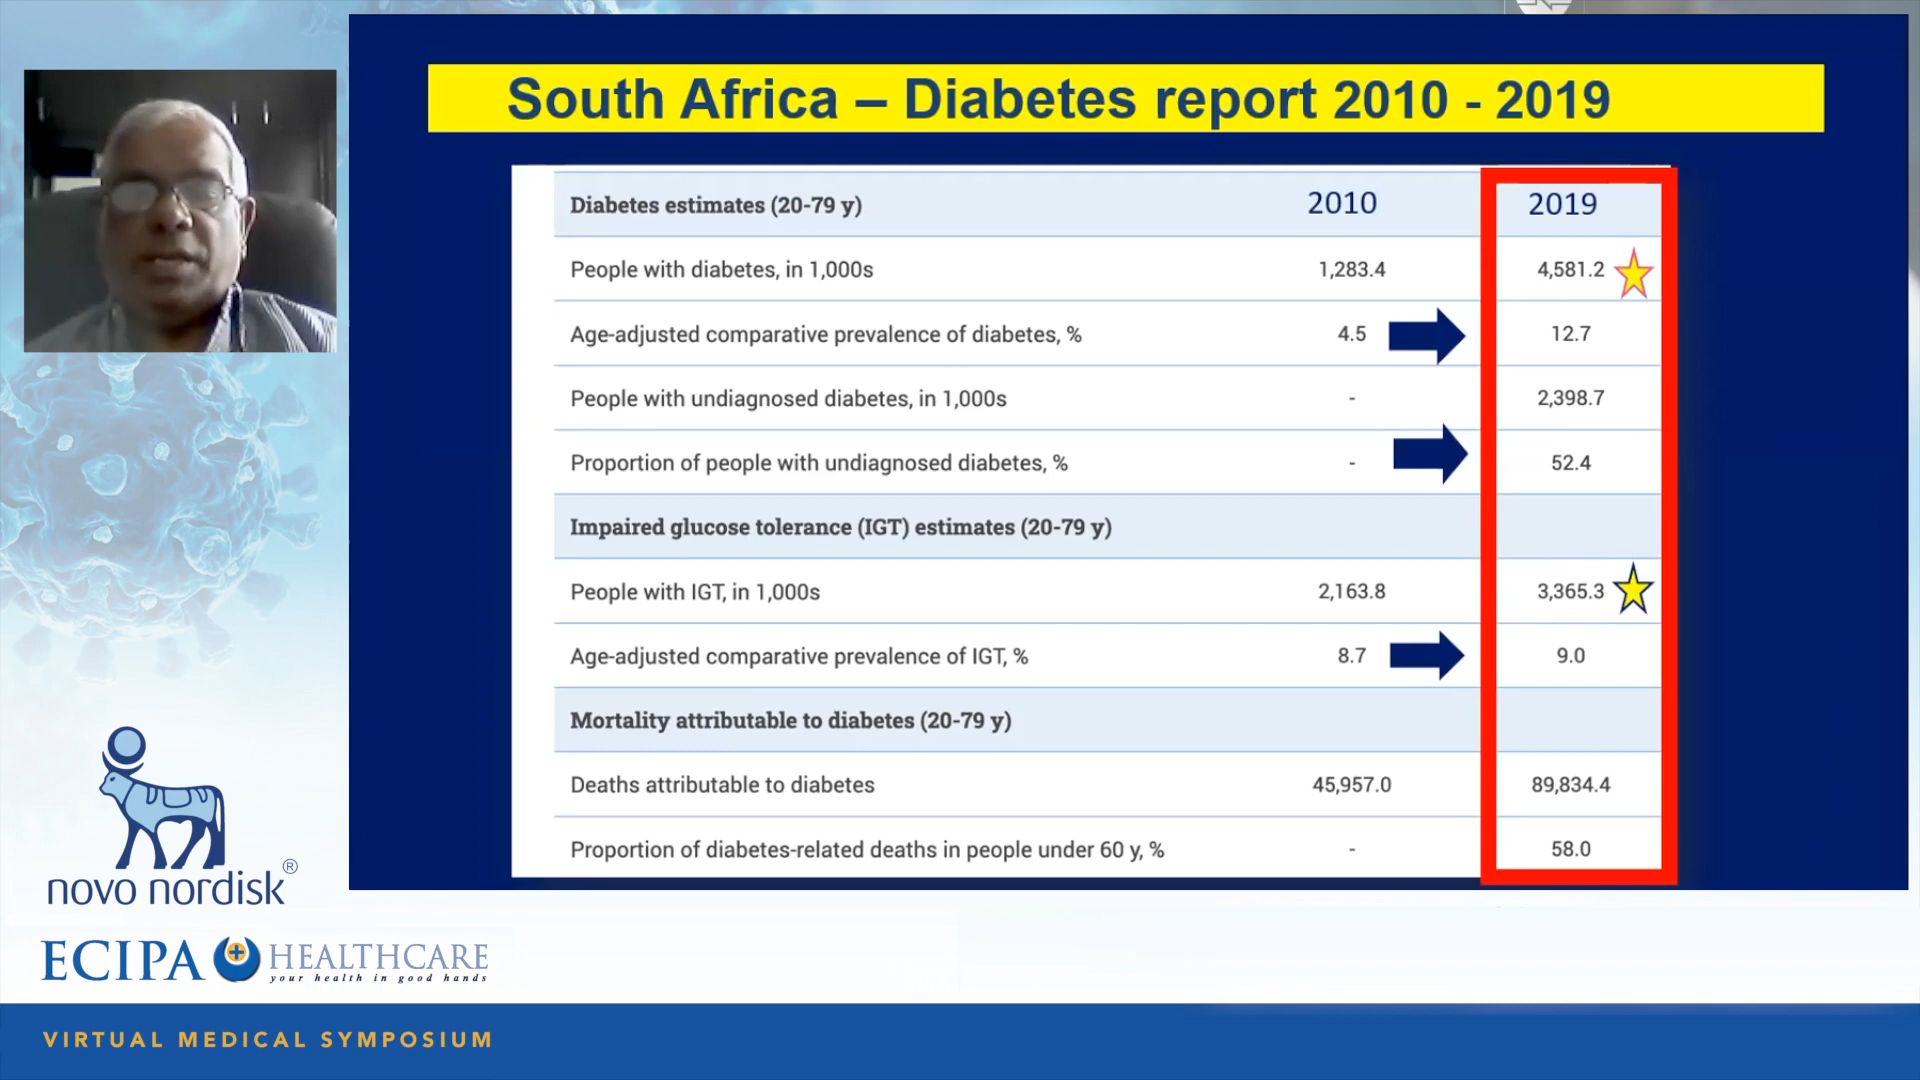 South Africa – Diabetes report 2010 - 2019
Diabetes estimates (20-79 y) 2010 2019
People with diabetes, in 1,000s 1,283.4 4,581.2
Age-adjusted comparative prevalence of diabetes, % 4.5 12.7
People with undiagnosed diabetes, in 1,000s - 2,398.7
Proportion of people with undiagnosed diabetes, % - 52.4
Impaired glucose tolerance (IGT) estimates (20-79 y)
People with IGT, in 1,000s 2,163.8 3,365.3
Age-adjusted comparative prevalence of IGT, % 8.7 9.0
Mortality attributable to diabetes (20-79 y)
Deaths attributable to diabetes 45,957.0 89,834.4
Proportion of diabetes-related deaths in people under 60 y, % - 58.0
novo nordisk®
ECIPA HEALTHCARE
your health in good hands
VIRTUAL MEDICAL SYMPOSIUM